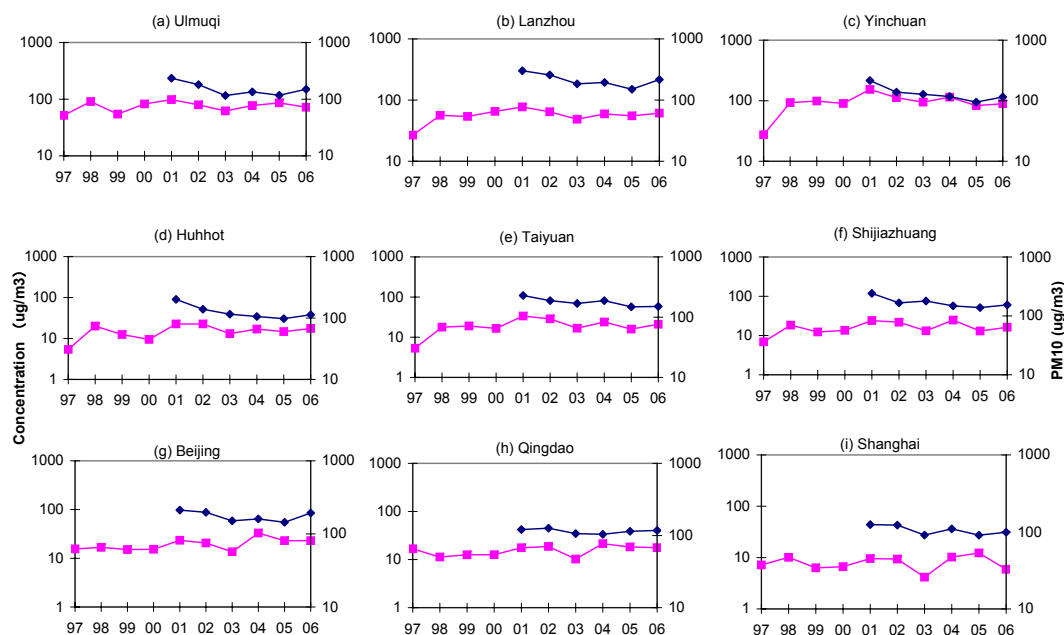 (a) Ulmuqi
(b) Lanzhou
(c) Yinchuan
1000 1000 1000 1000 1000 1000
100 100 100 100 100 100
10 10 10 10 10 10
97 98 99 00 01 02 03 04 05 06
97 98 99 00 01 02 03 04 05 06
97 98 99 00 01 02 03 04 05 06
(d) Huhhot
(e) Taiyuan
(f) Shijiazhuang
1000 1000 1000 1000 1000 1000
100 100 100
100 100 100
10 10 10
1 10 1 10 1 10
97 98 99 00 01 02 03 04 05 06
97 98 99 00 01 02 03 04 05 06
97 98 99 00 01 02 03 04 05 06
Concentration (ug/m3)
PM10 (ug/m3)
(g) Beijing
(h) Qingdao
(i) Shanghai
1000 1000 1000 1000 1000 1000
100 100 100
100 100 100
10 10 10
1 10 1 10 1 10
97 98 99 00 01 02 03 04 05 06
97 98 99 00 01 02 03 04 05 06
97 98 99 00 01 02 03 04 05 06